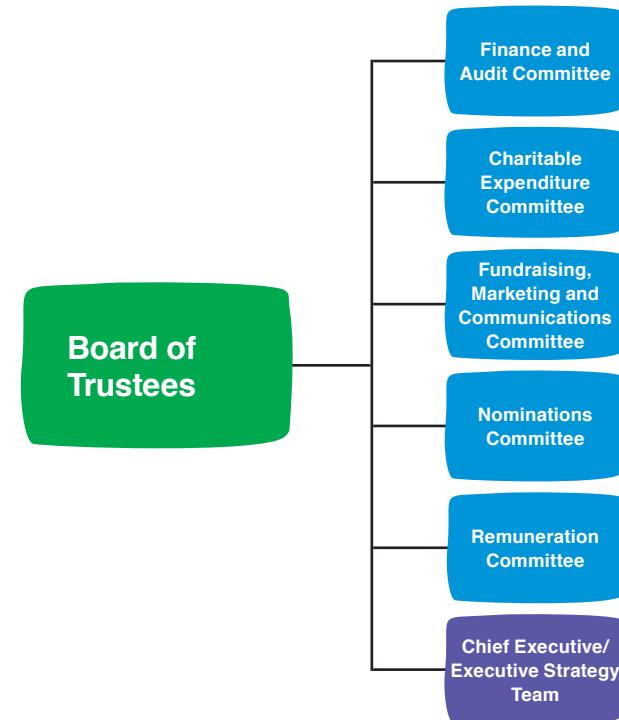 Finance and
Audit Committee
Charitable
Expenditure
Committee
Fundraising,
Marketing and
Communications
Committee
Board of
Trustees
Nominations
Committee
Remuneration
Committee
Chief Executive/
Executive Strategy
Team